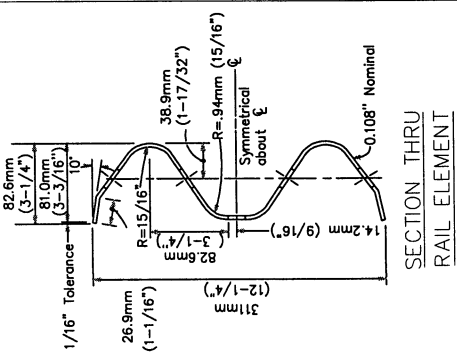 82.6mm
(3-1/4")
81.0mm
(3-3/16")
10°
1/16" Tolerance
26.9mm
(1-1/16")
R=15/16"
38.9mm
(1-17/32")
R=.94mm (15/16")
Symmetrical
about ℄
82.6mm
(3-1/4")
14.2mm (9/16")
311mm
(12-1/4")
0.108" Nominal
SECTION THRU
RAIL ELEMENT